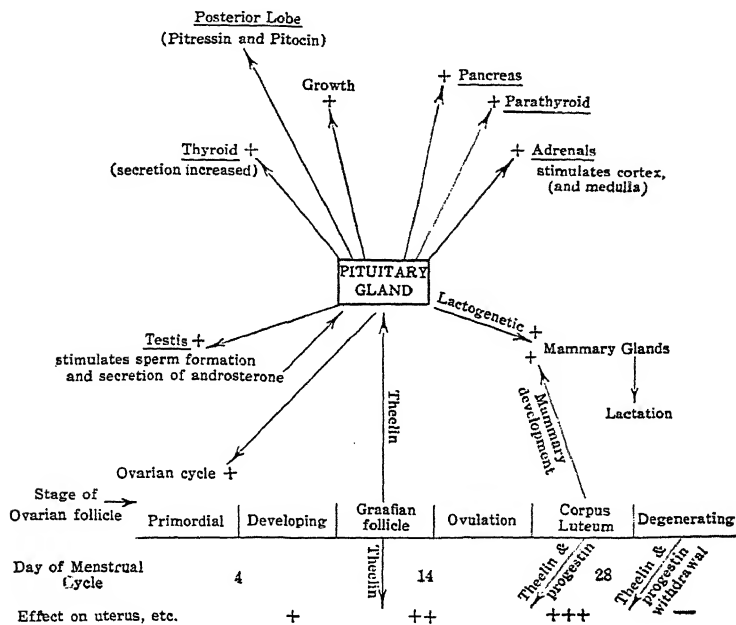 Posterior Lobe
(Pitressin and Pitocin)
Growth
+
+ Pancreas
+ Parathyroid
Thyroid +
(secretion increased)
+ Adrenals
stimulates cortex,
(and medulla)
PITUITARY
GLAND
Lactogenetic +
+ Mammary Glands
Testis +
stimulates sperm formation
and secretion of androsterone
Theelin
Mammary
development
Lactation
Ovarian cycle +
Stage of
Ovarian follicle
Primordial
Developing
Graafian
follicle
Ovulation
Corpus
Luteum
Degenerating
Theelin
Theelin &
progestin
Theelin &
progestin
withdrawal
Day of Menstrual
Cycle
4
14
28
Effect on uterus, etc.
+
++
+++
—